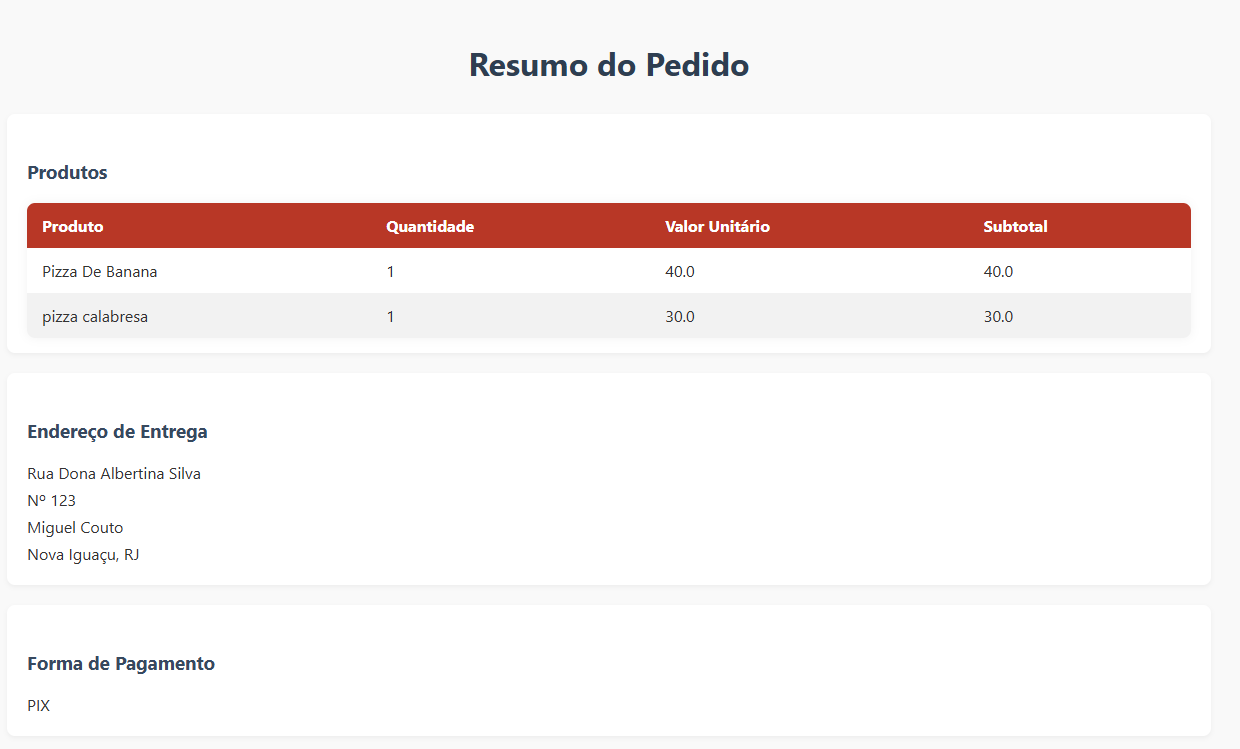 Resumo do Pedido
Produtos
Produto Quantidade Valor Unitário Subtotal
Pizza De Banana 1 40.0 40.0
pizza calabresa 1 30.0 30.0
Endereço de Entrega
Rua Dona Albertina Silva
Nº 123
Miguel Couto
Nova Iguaçu, RJ
Forma de Pagamento
PIX